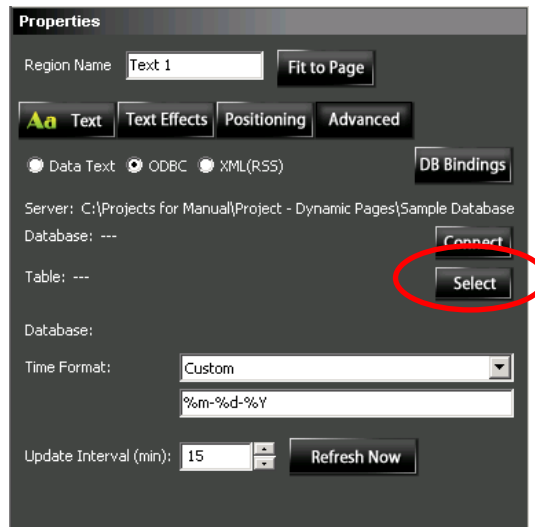 Properties
Region Name Text 1 Fit to Page
Aa Text Text Effects Positioning Advanced
Data Text ODBC XML(RSS) DB Bindings
Server: C:\Projects for Manual\Project - Dynamic Pages\Sample Database
Database: --- Connect
Table: --- Select
Database:
Time Format: Custom
%m-%d-%Y
Update Interval (min): 15 Refresh Now